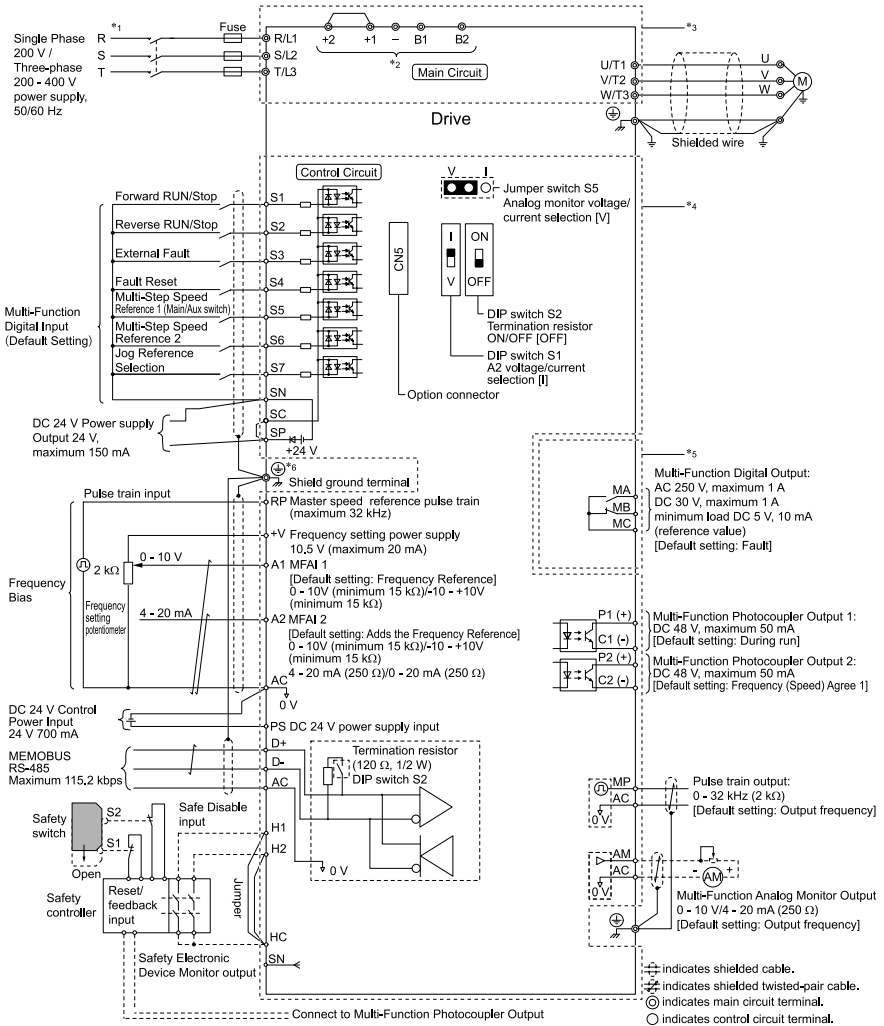 *1
Fuse
*3
Single Phase
200 V /
Three-phase
200 - 400 V
power supply,
50/60 Hz
R
S
T
R/L1
S/L2
T/L3
+2
+1
−
B1
B2
*2
Main Circuit
Drive
U/T1
V/T2
W/T3
U
V
W
M
Shielded wire
Control Circuit
V
I
Jumper switch S5
Analog monitor voltage/
current selection [V]
*4
Forward RUN/Stop
S1
Reverse RUN/Stop
S2
External Fault
S3
Fault Reset
S4
Multi-Step Speed
Reference 1 (Main/Aux switch)
S5
Multi-Step Speed
Reference 2
S6
Jog Reference
Selection
S7
Multi-Function
Digital Input
(Default Setting)
CN5
I
V
ON
OFF
DIP switch S2
Termination resistor
ON/OFF [OFF]
DIP switch S1
A2 voltage/current
selection [I]
Option connector
SN
SC
SP
+24 V
DC 24 V Power supply
Output 24 V,
maximum 150 mA
*6
Shield ground terminal
*5
MA
MB
MC
Multi-Function Digital Output:
AC 250 V, maximum 1 A
DC 30 V, maximum 1 A
minimum load DC 5 V, 10 mA
(reference value)
[Default setting: Fault]
Pulse train input
RP
Master speed reference pulse train
(maximum 32 kHz)
+V
Frequency setting power supply
10.5 V (maximum 20 mA)
Frequency
Bias
2 kΩ
0 - 10 V
A1
MFAI 1
[Default setting: Frequency Reference]
0 - 10V (minimum 15 kΩ)/-10 - +10V
(minimum 15 kΩ)
Frequency
setting
potentiometer
4 - 20 mA
A2
MFAI 2
[Default setting: Adds the Frequency Reference]
0 - 10V (minimum 15 kΩ)/-10 - +10V
(minimum 15 kΩ)
4 - 20 mA (250 Ω)/0 - 20 mA (250 Ω)
AC
0 V
P1 (+)
C1 (-)
Multi-Function Photocoupler Output 1:
DC 48 V, maximum 50 mA
[Default setting: During run]
P2 (+)
C2 (-)
Multi-Function Photocoupler Output 2:
DC 48 V, maximum 50 mA
[Default setting: Frequency (Speed) Agree 1]
DC 24 V Control
Power Input
24 V 700 mA
PS
DC 24 V power supply input
MEMOBUS
RS-485
Maximum 115.2 kbps
D+
D-
AC
Termination resistor
(120 Ω, 1/2 W)
DIP switch S2
0 V
MP
AC
0 V
Pulse train output:
0 - 32 kHz (2 kΩ)
[Default setting: Output frequency]
AM
AC
0 V
-
AM
+
Multi-Function Analog Monitor Output
0 - 10 V/4 - 20 mA (250 Ω)
[Default setting: Output frequency]
Safety
switch
S2
S1
Open
Safe Disable
input
H1
H2
Jumper
HC
Safety
controller
Reset/
feedback
input
Safety Electronic
Device Monitor output
SN
Connect to Multi-Function Photocoupler Output
indicates shielded cable.
indicates shielded twisted-pair cable.
indicates main circuit terminal.
indicates control circuit terminal.